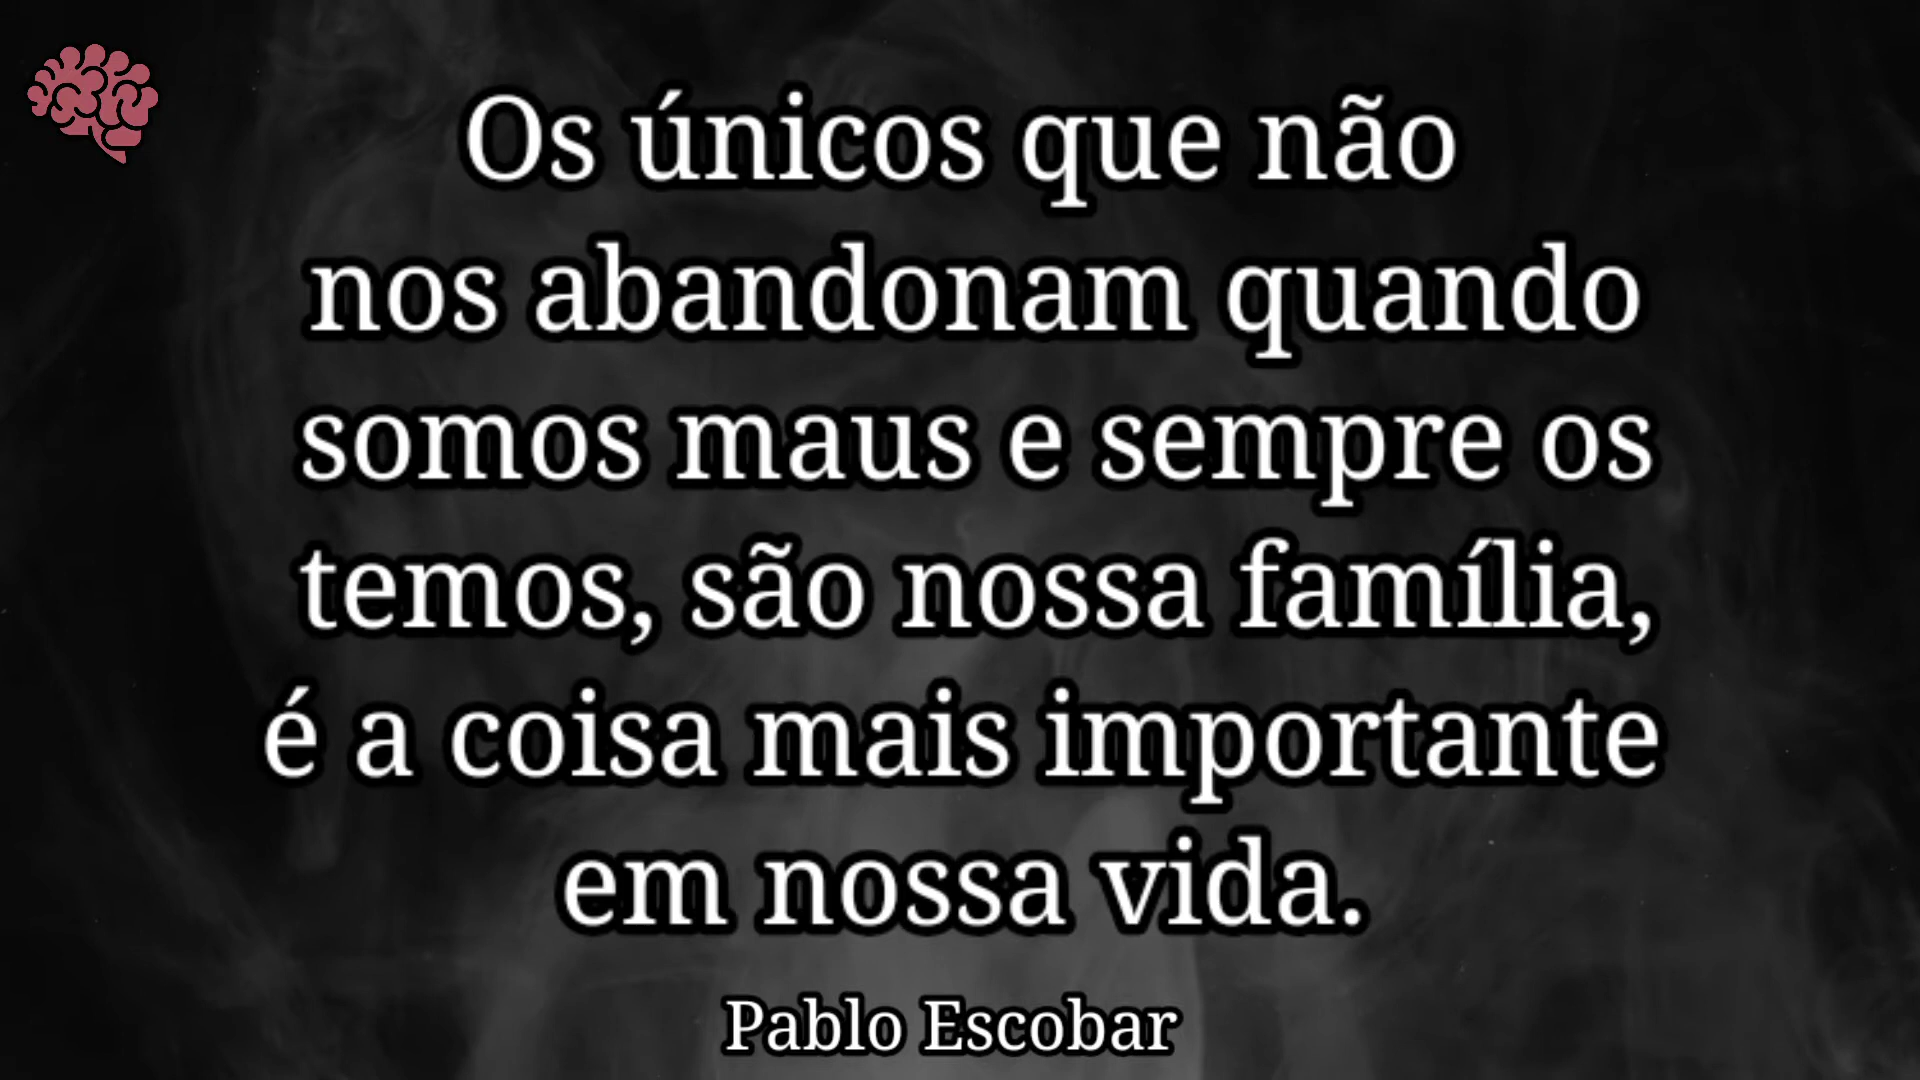 Os únicos que não
nos abandonam quando
somos maus e sempre os
temos, são nossa família,
é a coisa mais importante
em nossa vida.
Pablo Escobar